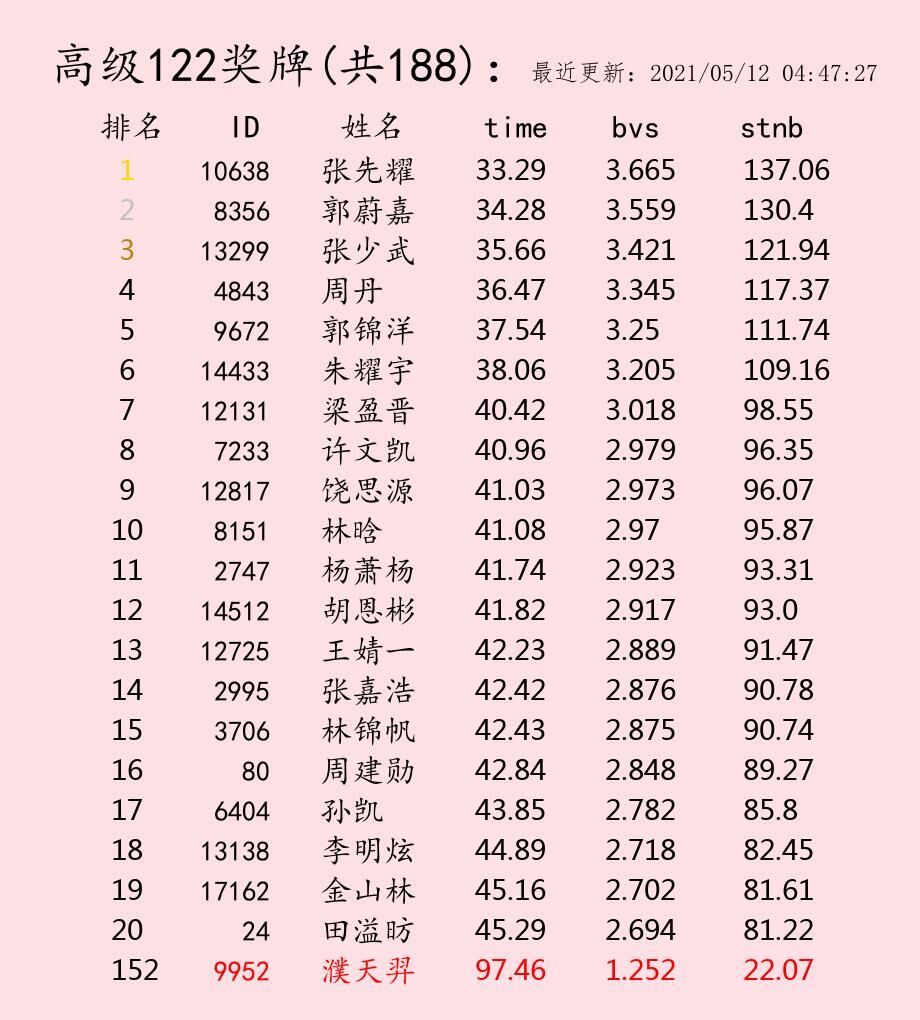 高级122奖牌(共188)： 最近更新：2021/05/12 04:47:27
排名 ID 姓名 time bvs stnb
1 10638 张先耀 33.29 3.665 137.06
2 8356 郭蔚嘉 34.28 3.559 130.4
3 13299 张少武 35.66 3.421 121.94
4 4843 周丹 36.47 3.345 117.37
5 9672 郭锦洋 37.54 3.25 111.74
6 14433 朱耀宇 38.06 3.205 109.16
7 12131 梁盈晋 40.42 3.018 98.55
8 7233 许文凯 40.96 2.979 96.35
9 12817 饶思源 41.03 2.973 96.07
10 8151 林晗 41.08 2.97 95.87
11 2747 杨萧杨 41.74 2.923 93.31
12 14512 胡恩彬 41.82 2.917 93.0
13 12725 王婧一 42.23 2.889 91.47
14 2995 张嘉浩 42.42 2.876 90.78
15 3706 林锦帆 42.43 2.875 90.74
16 80 周建勋 42.84 2.848 89.27
17 6404 孙凯 43.85 2.782 85.8
18 13138 李明炫 44.89 2.718 82.45
19 17162 金山林 45.16 2.702 81.61
20 24 田溢昉 45.29 2.694 81.22
152 9952 濮天羿 97.46 1.252 22.07